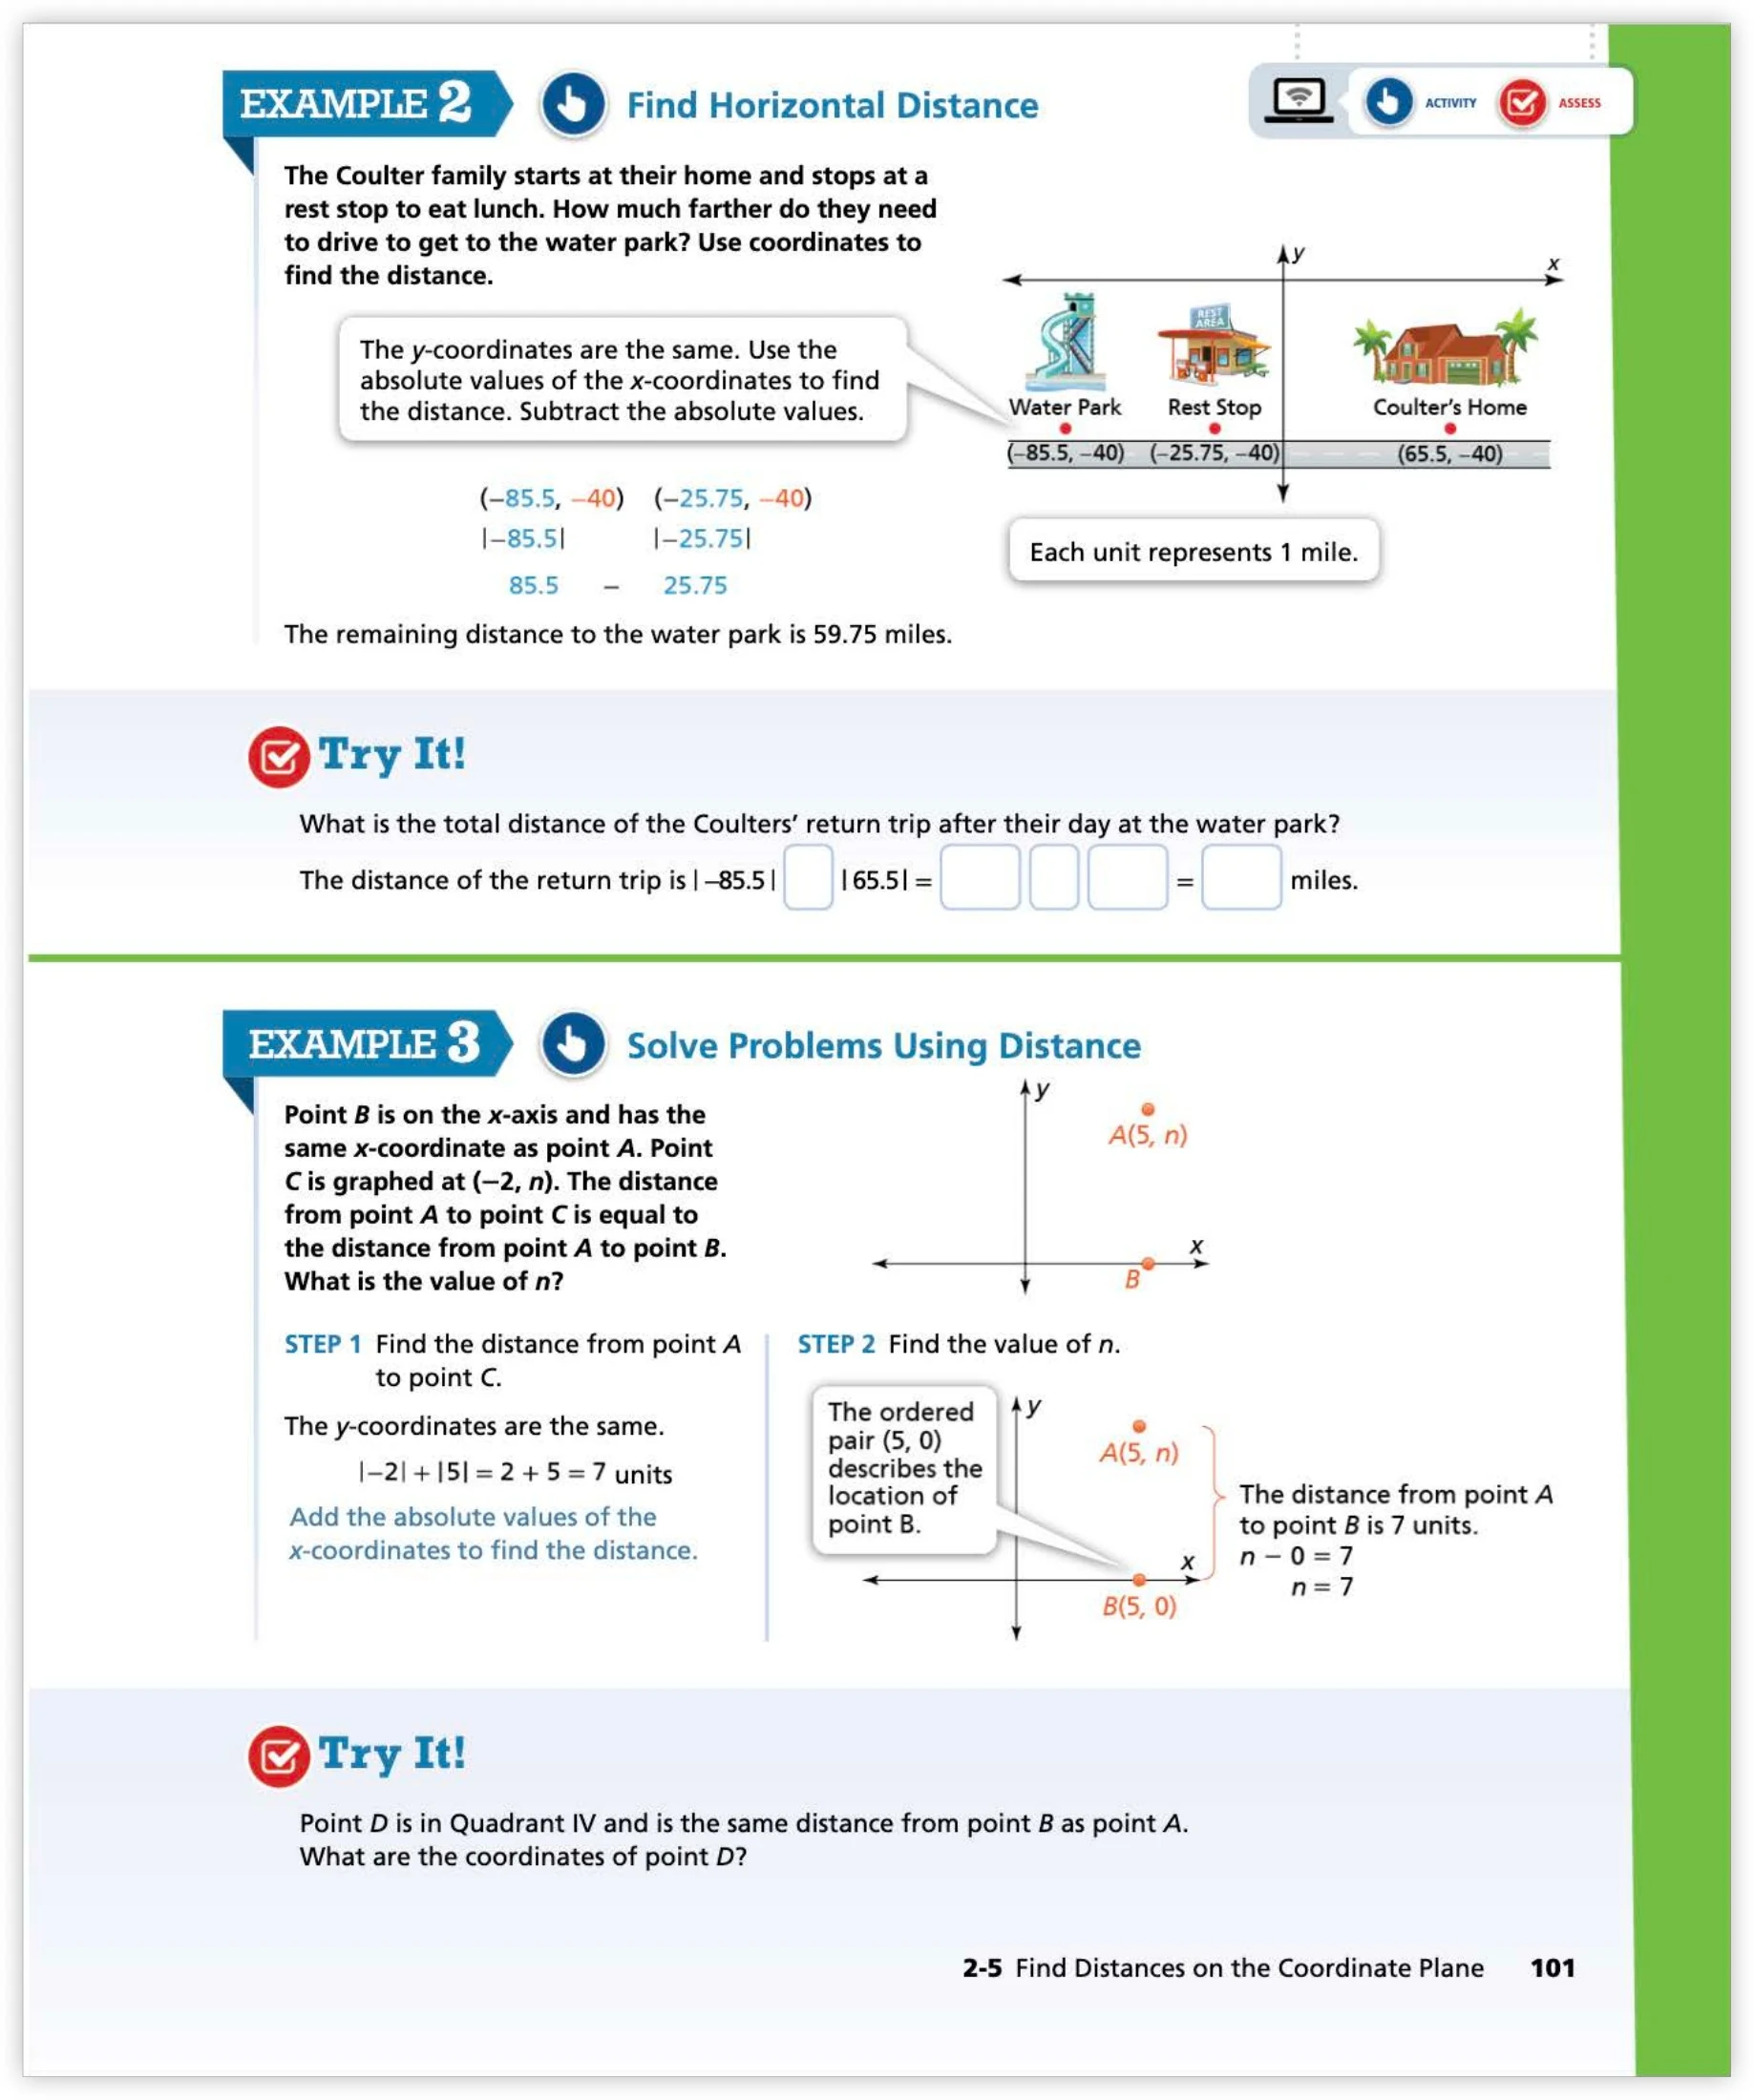 EXAMPLE 2 Find Horizontal Distance
ACTIVITY ASSESS
The Coulter family starts at their home and stops at a
rest stop to eat lunch. How much farther do they need
to drive to get to the water park? Use coordinates to
find the distance.
The y-coordinates are the same. Use the
absolute values of the x-coordinates to find
the distance. Subtract the absolute values.
y
x
REST
AREA
Water Park Rest Stop Coulter's Home
(–85.5, –40) (–25.75, –40) (65.5, –40)
(–85.5, –40) (–25.75, –40)
|–85.5| |–25.75|
85.5 – 25.75
Each unit represents 1 mile.
The remaining distance to the water park is 59.75 miles.
Try It!
What is the total distance of the Coulters' return trip after their day at the water park?
The distance of the return trip is |–85.5| |65.5| = = miles.
EXAMPLE 3 Solve Problems Using Distance
Point B is on the x-axis and has the
same x-coordinate as point A. Point
C is graphed at (–2, n). The distance
from point A to point C is equal to
the distance from point A to point B.
What is the value of n?
y
A(5, n)
x
B
STEP 1 Find the distance from point A
to point C.
The y-coordinates are the same.
|–2| + |5| = 2 + 5 = 7 units
Add the absolute values of the
x-coordinates to find the distance.
STEP 2 Find the value of n.
The ordered
pair (5, 0)
describes the
location of
point B.
y
A(5, n)
x
B(5, 0)
The distance from point A
to point B is 7 units.
n – 0 = 7
n = 7
Try It!
Point D is in Quadrant IV and is the same distance from point B as point A.
What are the coordinates of point D?
2-5 Find Distances on the Coordinate Plane 101